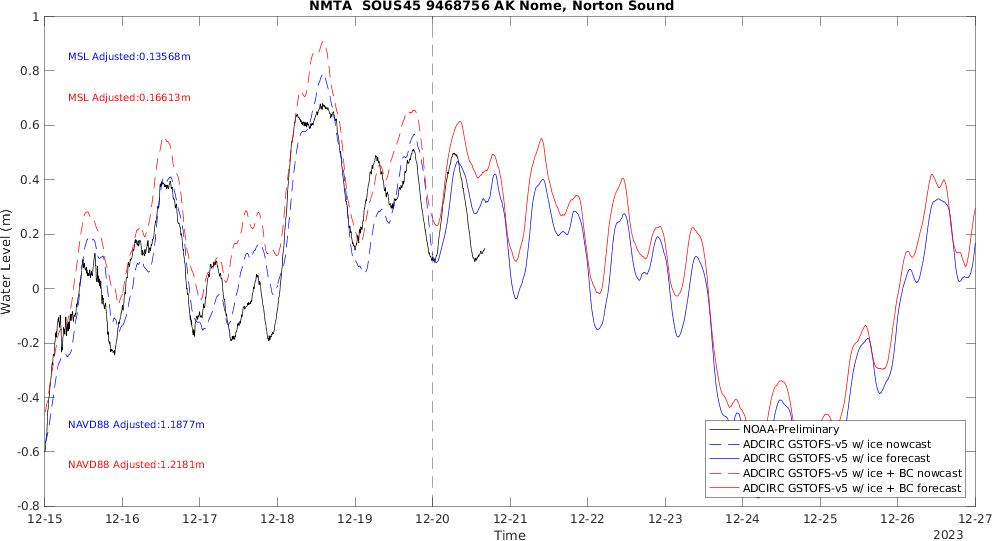 NMTA SOUS45 9468756 AK Nome, Norton Sound
1
0.8
0.6
0.4
0.2
0
-0.2
-0.4
-0.6
-0.8
Water Level (m)
MSL Adjusted:0.13568m
MSL Adjusted:0.16613m
NAVD88 Adjusted:1.1877m
NAVD88 Adjusted:1.2181m
NOAA-Preliminary
ADCIRC GSTOFS-v5 w/ ice nowcast
ADCIRC GSTOFS-v5 w/ ice forecast
ADCIRC GSTOFS-v5 w/ ice + BC nowcast
ADCIRC GSTOFS-v5 w/ ice + BC forecast
12-15 12-16 12-17 12-18 12-19 12-20 12-21 12-22 12-23 12-24 12-25 12-26 12-27
Time
2023